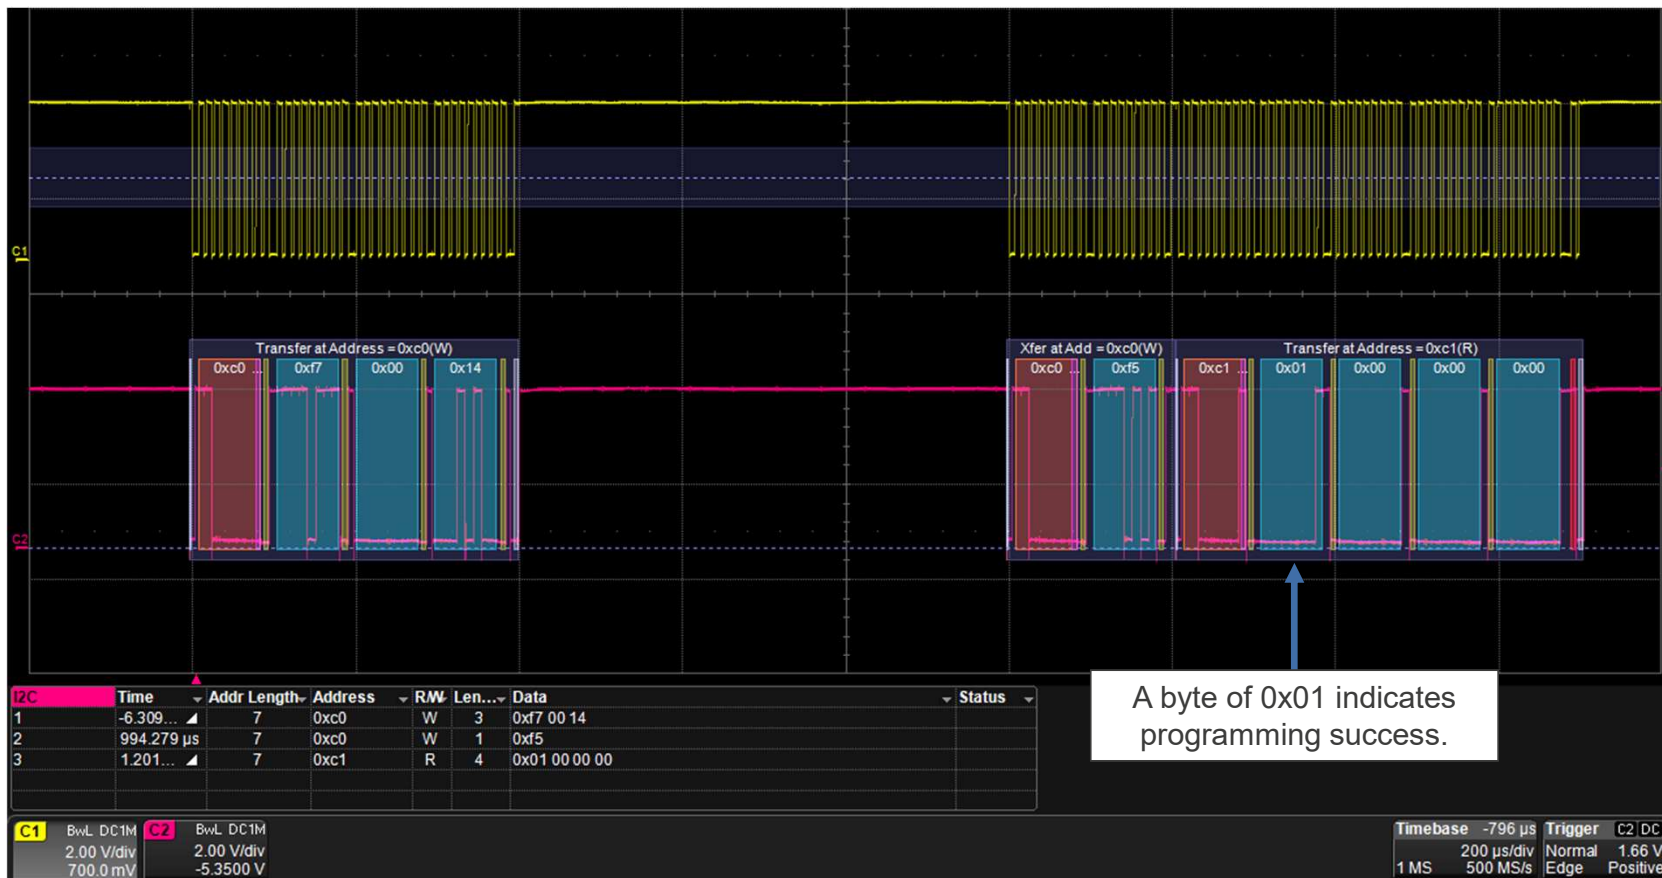 C1
Transfer at Address =0xc0(W)
0xc0 ...
0xf7
0x00
0x14
Xfer at Add =0xc0(W)
Transfer at Address =0xc1(R)
0xc0 ...
0xf5
0xc1 ...
0x01
0x00
0x00
0x00
C2
A byte of 0x01 indicates
programming success.
I2C Time Addr Length Address R/W Len... Data Status
1 -6.309... 7 0xc0 W 3 0xf7 00 14
2 994.279 µs 7 0xc0 W 1 0xf5
3 1.201... 7 0xc1 R 4 0x01 00 00 00
C1 BwL DC1M
2.00 V/div
700.0 mV
C2 BwL DC1M
2.00 V/div
-5.3500 V
Timebase -796 µs
200 µs/div
1 MS 500 MS/s
Trigger C2 DC
Normal 1.66 V
Edge Positive